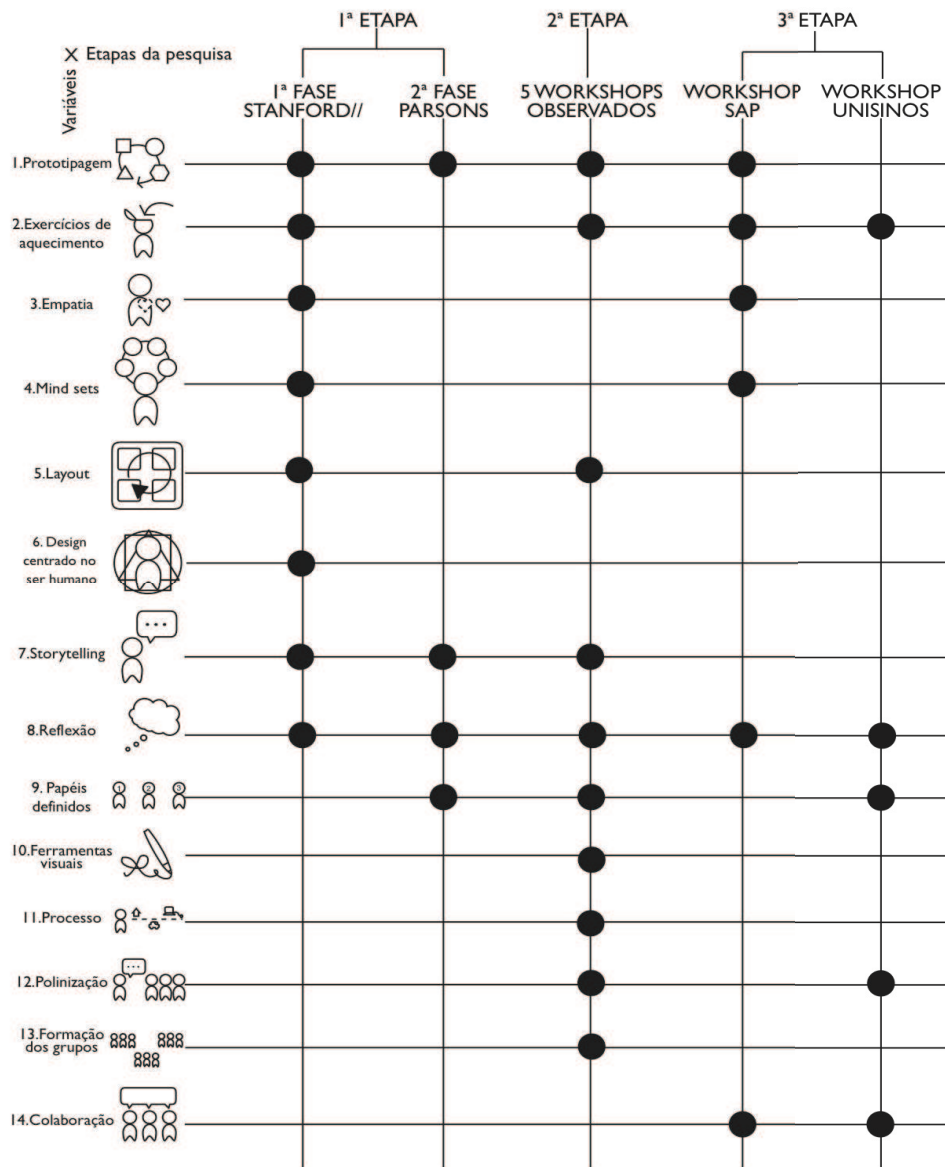 1ª ETAPA
2ª ETAPA
3ª ETAPA
Variáveis X Etapas da pesquisa
1ª FASE
STANFORD//
2ª FASE
PARSONS
5 WORKSHOPS
OBSERVADOS
WORKSHOP
SAP
WORKSHOP
UNISINOS
1.Prototipagem
2.Exercícios de
aquecimento
3.Empatia
4.Mind sets
5.Layout
6. Design
centrado no
ser humano
7.Storytelling
8.Reflexão
9. Papéis
definidos
1 2 3
10.Ferramentas
visuais
11.Processo
12.Polinização
13.Formação
dos grupos
14.Colaboração